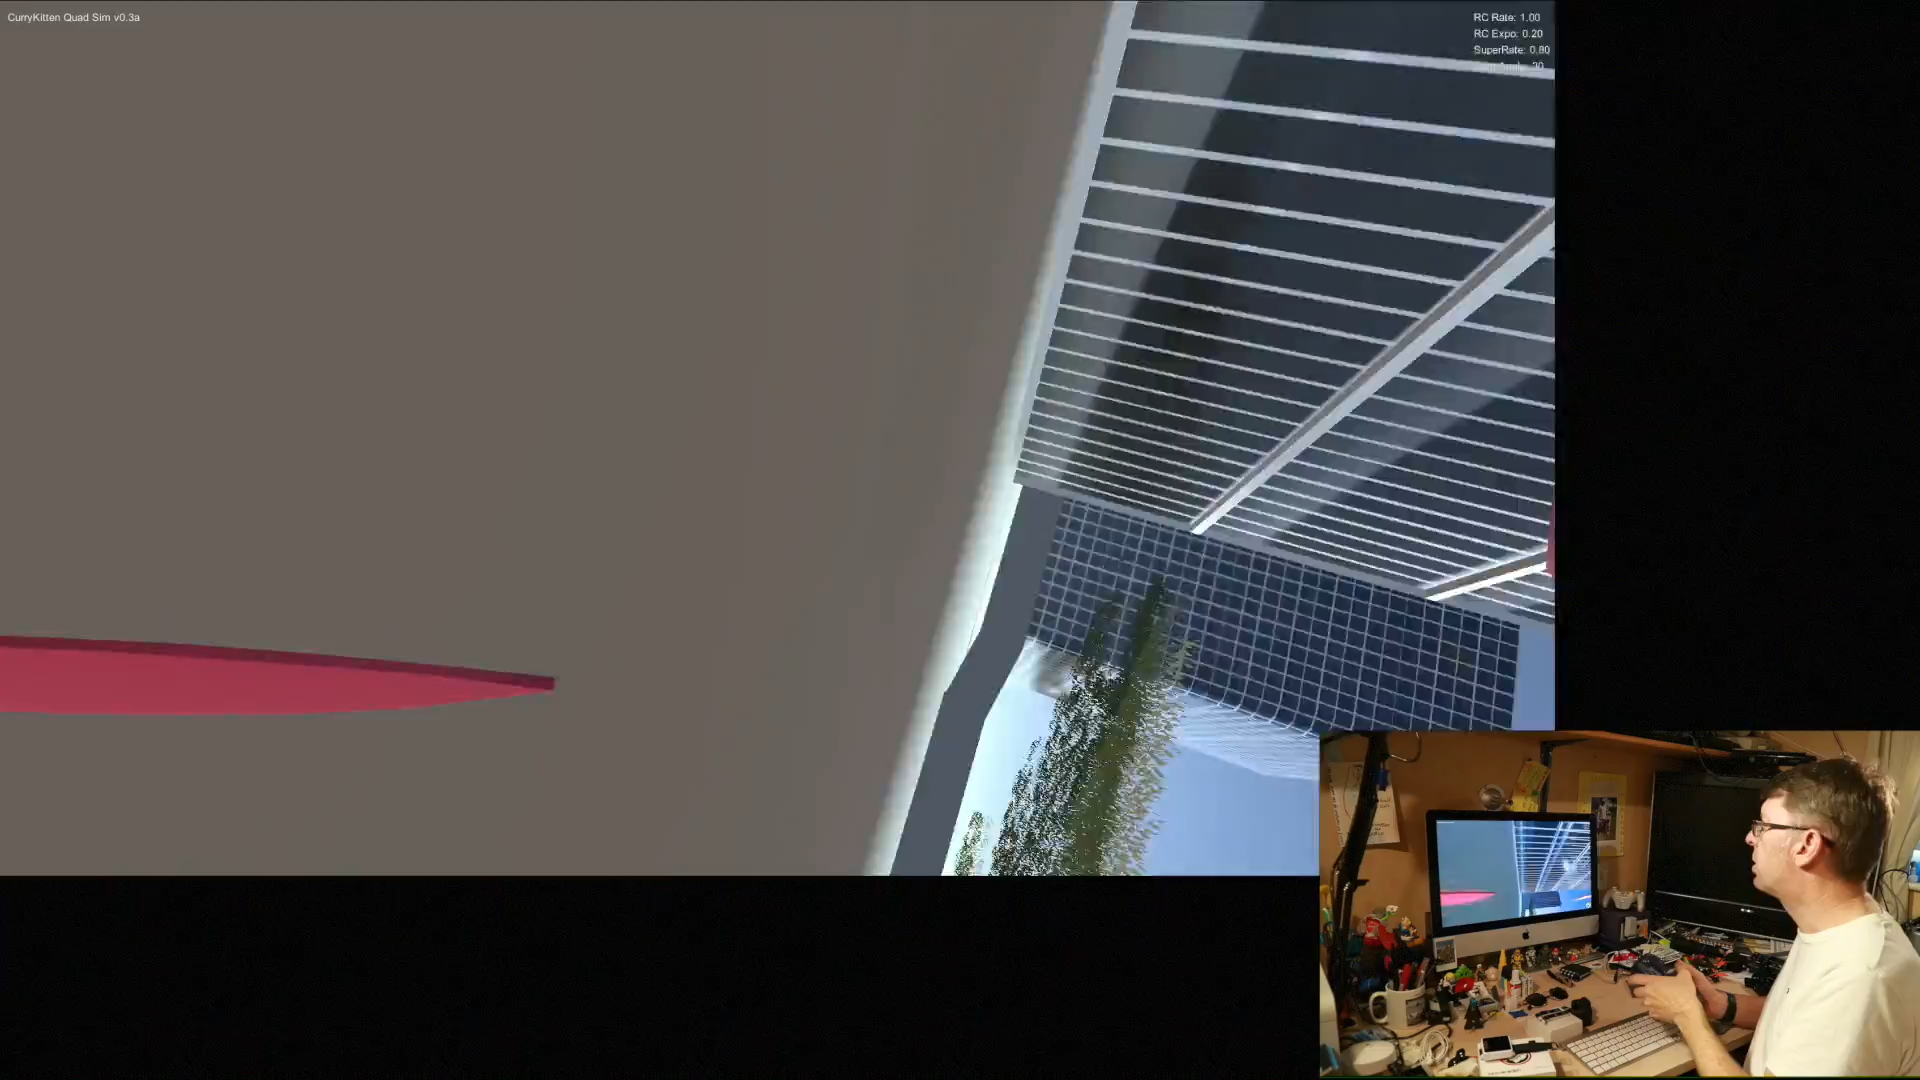 CurryKitten Quad Sim v0.3a
RC Rate: 1.00
RC Expo: 0.20
SuperRate: 0.80